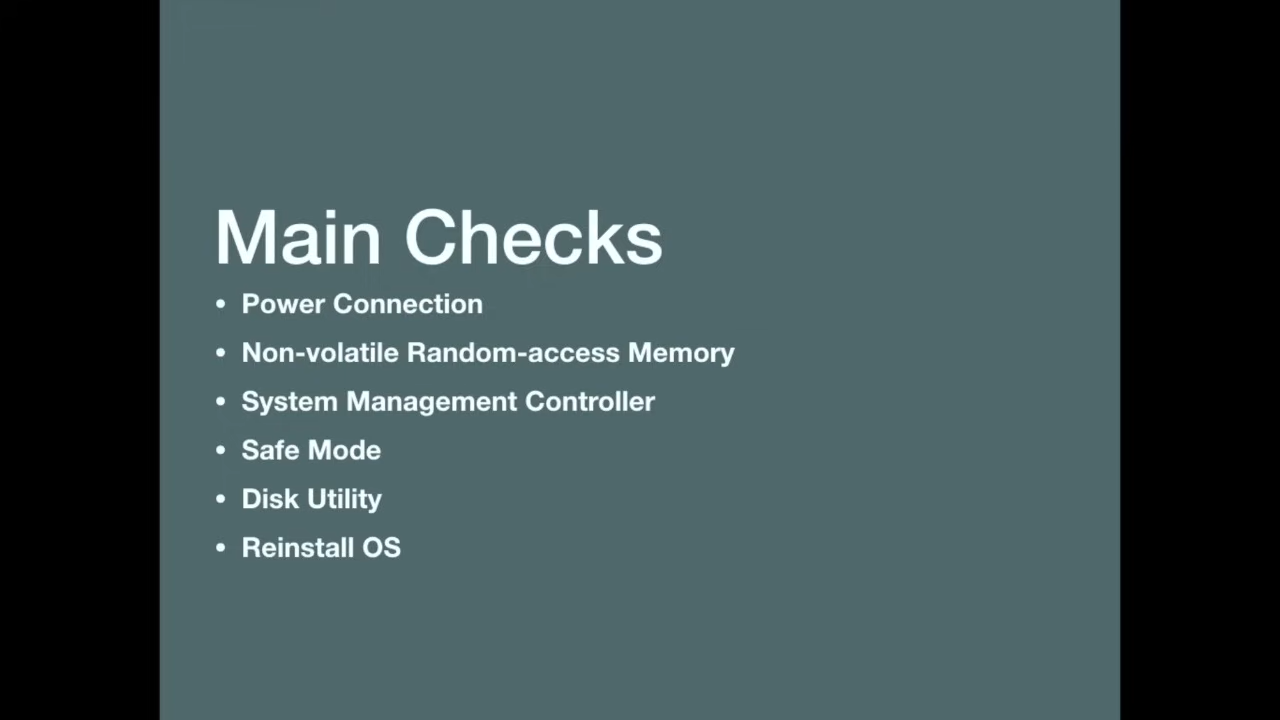 Main Checks
• Power Connection
• Non-volatile Random-access Memory
• System Management Controller
• Safe Mode
• Disk Utility
• Reinstall OS